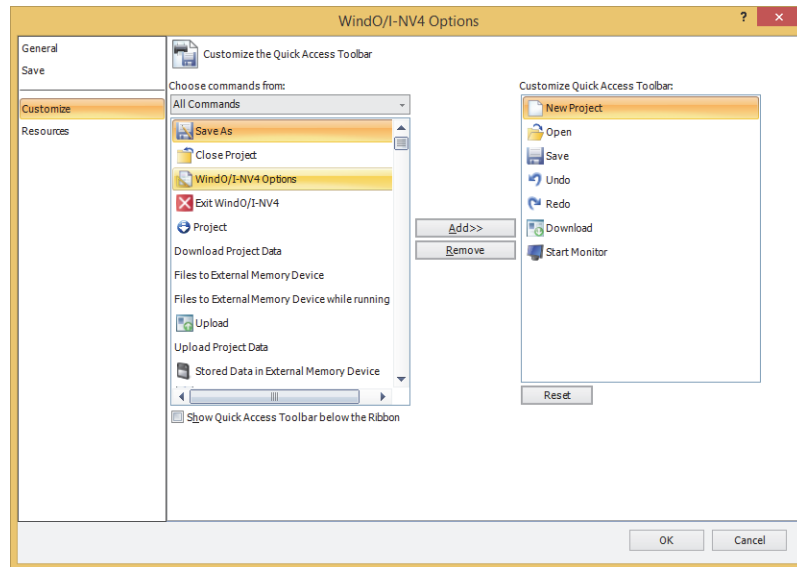 WindO/I-NV4 Options
?
General
Save
Customize
Resources
Customize the Quick Access Toolbar
Choose commands from:
All Commands
Save As
Close Project
WindO/I-NV4 Options
Exit WindO/I-NV4
Project
Download Project Data
Files to External Memory Device
Files to External Memory Device while running
Upload
Upload Project Data
Stored Data in External Memory Device
Show Quick Access Toolbar below the Ribbon
Add>>
Remove
Customize Quick Access Toolbar:
New Project
Open
Save
Undo
Redo
Download
Start Monitor
Reset
OK
Cancel